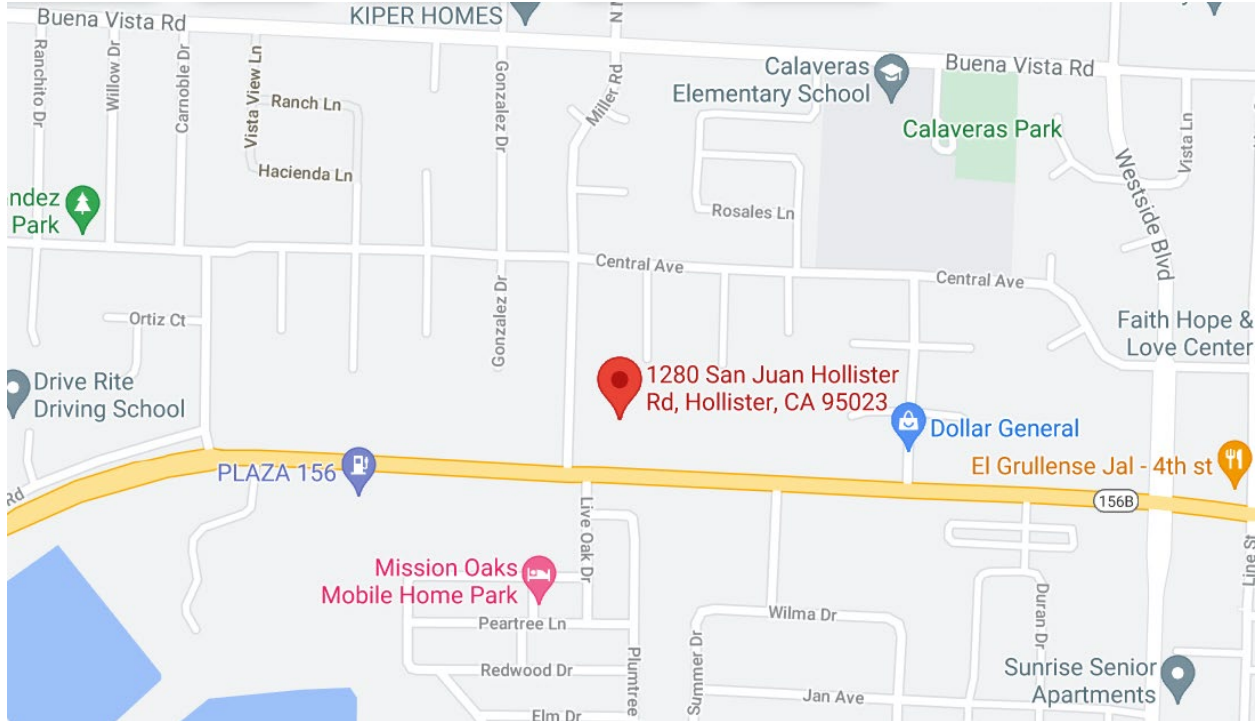 Buena Vista Rd
KIPER HOMES
Ranchito Dr
Willow Dr
Carnoble Dr
Vista View Ln
Ranch Ln
Hacienda Ln
Gonzalez Dr
Miller Rd
Calaveras
Elementary School
Buena Vista Rd
Calaveras Park
Vista Ln
Westside Blvd
ndez
Park
Rosales Ln
Central Ave
Central Ave
Gonzalez Dr
Ortiz Ct
Faith Hope &
Love Center
Drive Rite
Driving School
1280 San Juan Hollister
Rd, Hollister, CA 95023
Dollar General
PLAZA 156
El Grullense Jal - 4th st
Rd
156B
Live Oak Dr
Line St
Mission Oaks
Mobile Home Park
Peartree Ln
Wilma Dr
Duran Dr
Redwood Dr
Plumtree
Summer Dr
Sunrise Senior
Apartments
Jan Ave
Elm Dr